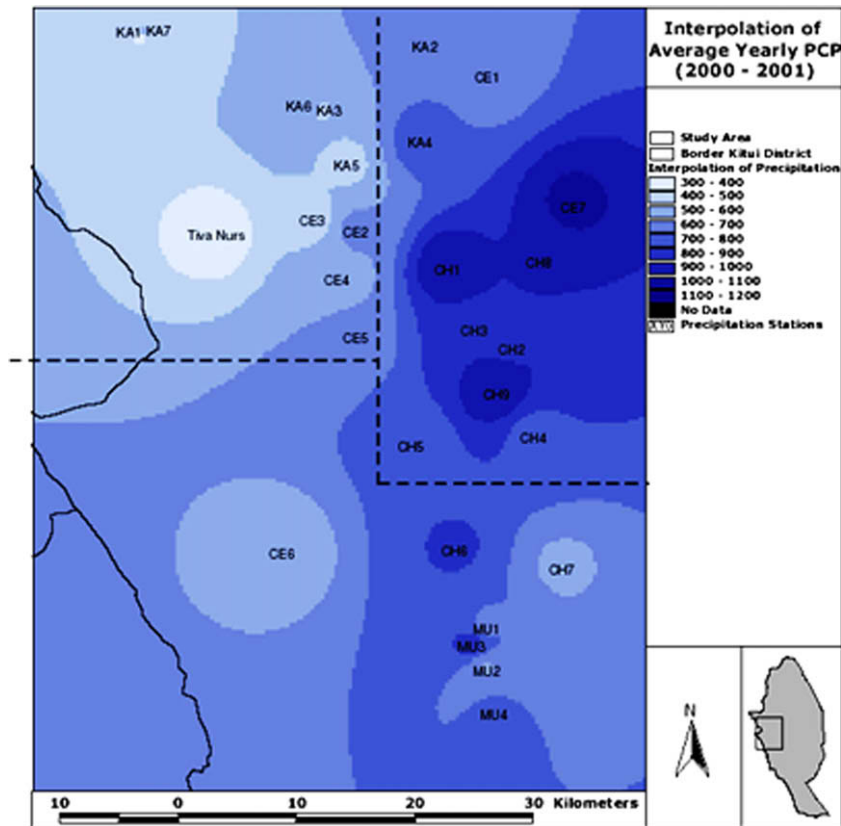 Interpolation of
Average Yearly PCP
(2000 - 2001)
Study Area
Border Kitui District
Interpolation of Precipitation
300 - 400
400 - 500
500 - 600
600 - 700
700 - 800
800 - 900
900 - 1000
1000 - 1100
1100 - 1200
No Data
Precipitation Stations
KA1 KA7
KA2
CE1
KA6 KA3
KA4
KA5
CE7
CE3
Tiva Nurs
CE2
CH8
CH1
CE4
CH3
CE5
CH2
CH9
CH4
CH5
CH6
CE6
CH7
MU1
MU3
MU2
MU4
N
10 0 10 20 30 Kilometers